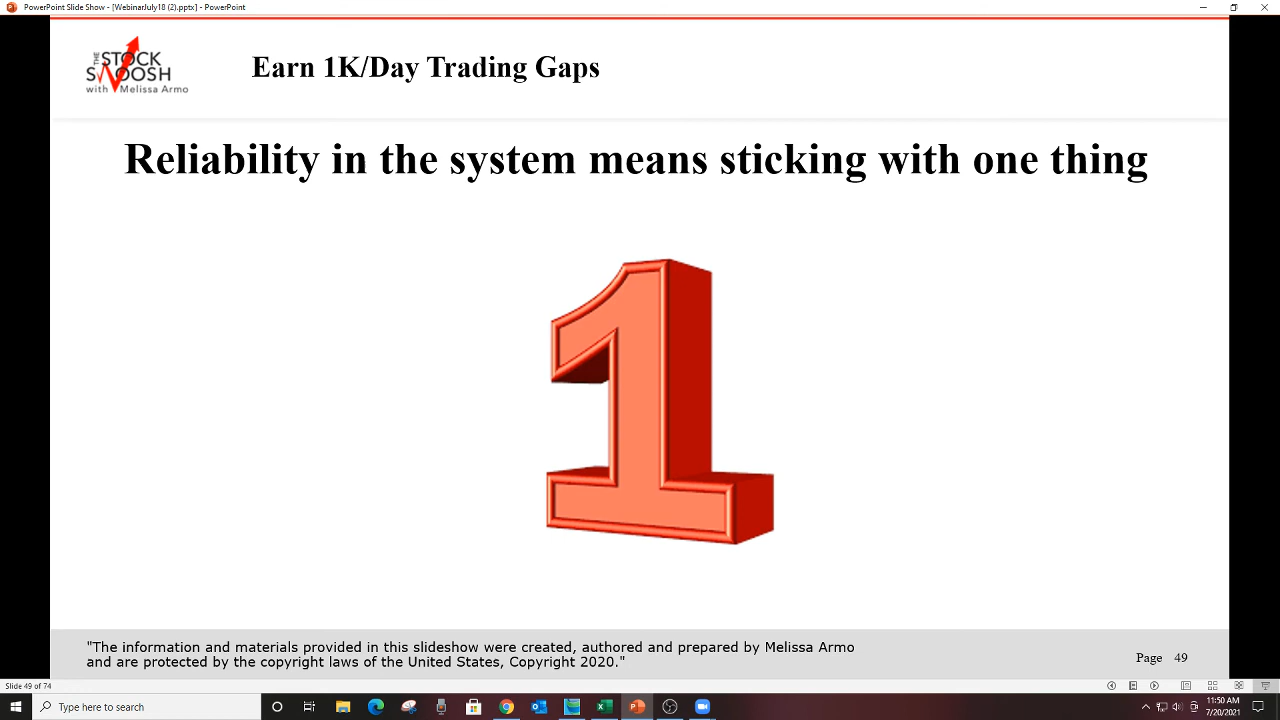 PowerPoint Slide Show - [WebinarJuly18 (2).pptx] - PowerPoint
THE
STOCK
SWOOSH
with Melissa Armo
Earn 1K/Day Trading Gaps
Reliability in the system means sticking with one thing
1
"The information and materials provided in this slideshow were created, authored and prepared by Melissa Armo
and are protected by the copyright laws of the United States, Copyright 2020."
Page 49
Slide 49 of 74
Type here to search
11:50 AM
7/20/2021